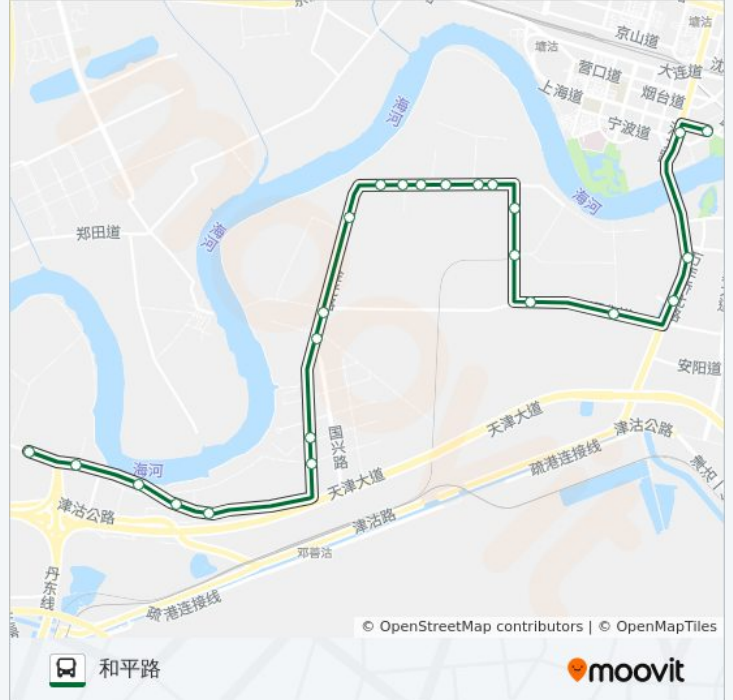 京山道
塘沽
塘沽
营口道
大连道
上海道
烟台道
宁波道
海河
海河
海河
郑田道
安阳道
国兴路
天津大道
津沽公路
疏港连接线
海河
天津大道
津沽公路
津沽路
邓善沽
丹东线
疏港连接线
© OpenStreetMap contributors | © OpenMapTiles
和平路
moovit